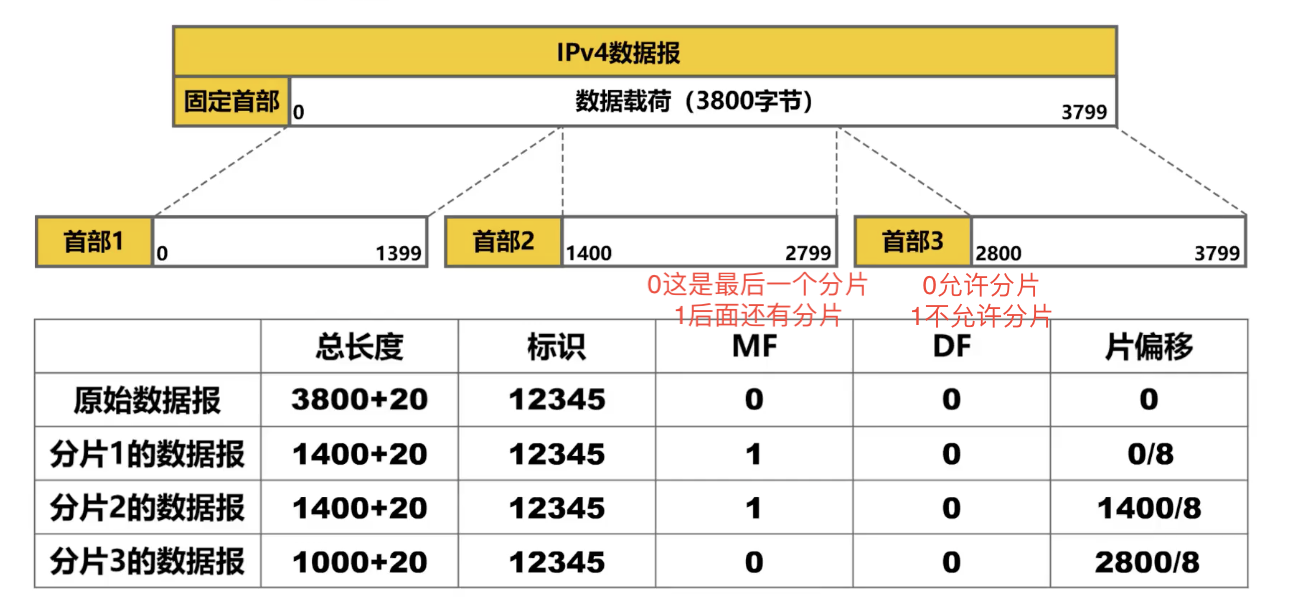 IPv4数据报
固定首部 0 数据载荷（3800字节） 3799
首部1 0 1399 首部2 1400 2799 首部3 2800 3799
0这是最后一个分片 0允许分片
1后面还有分片 1不允许分片
总长度 标识 MF DF 片偏移
原始数据报 3800+20 12345 0 0 0
分片1的数据报 1400+20 12345 1 0 0/8
分片2的数据报 1400+20 12345 1 0 1400/8
分片3的数据报 1000+20 12345 0 0 2800/8